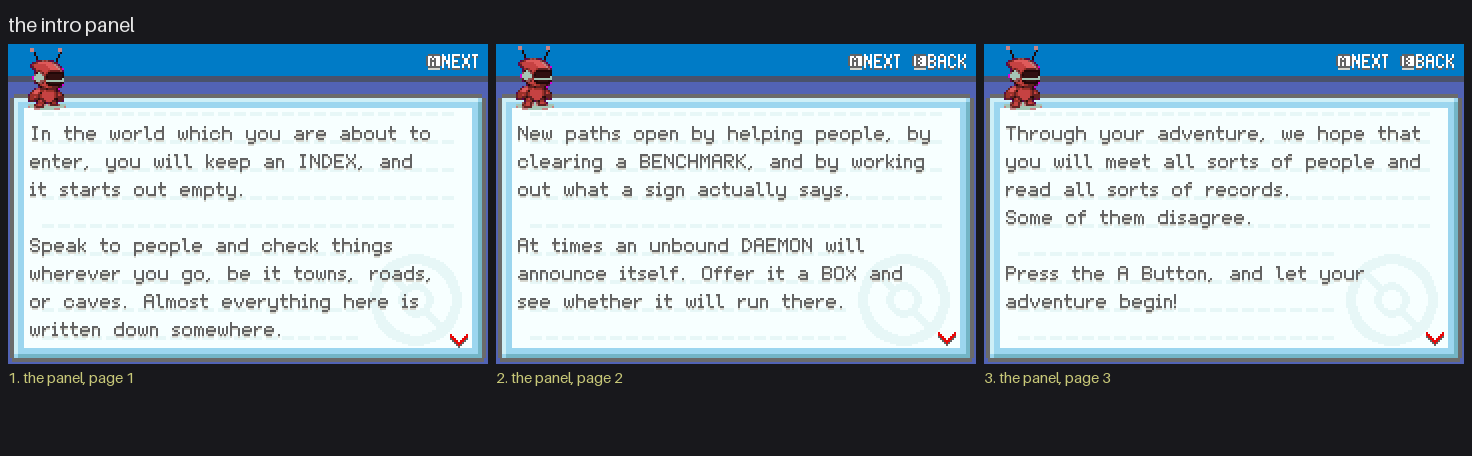 the intro panel
A NEXT
In the world which you are about to
enter, you will keep an INDEX, and
it starts out empty.
Speak to people and check things
wherever you go, be it towns, roads,
or caves. Almost everything here is
written down somewhere.
1. the panel, page 1
A NEXT B BACK
New paths open by helping people, by
clearing a BENCHMARK, and by working
out what a sign actually says.
At times an unbound DAEMON will
announce itself. Offer it a BOX and
see whether it will run there.
2. the panel, page 2
A NEXT B BACK
Through your adventure, we hope that
you will meet all sorts of people and
read all sorts of records.
Some of them disagree.
Press the A Button, and let your
adventure begin!
3. the panel, page 3